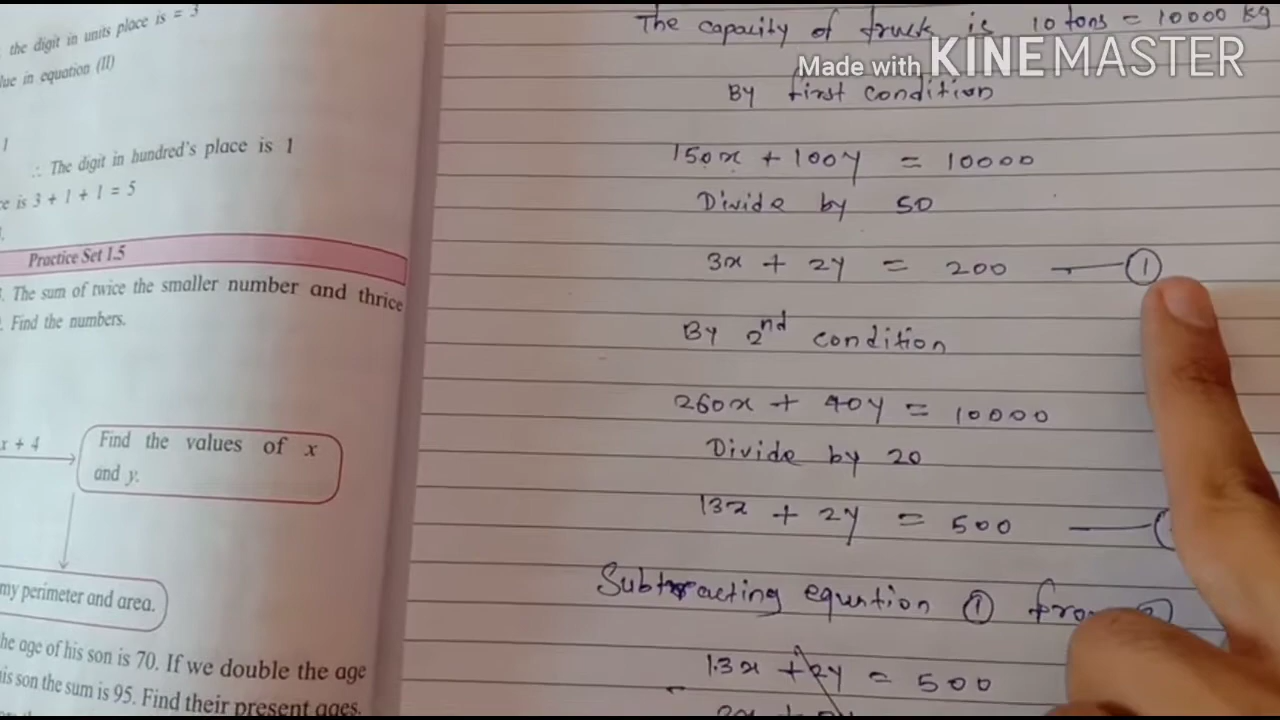 the digit in units place is = 3
lue in equation (II)
1
∴ The digit in hundred's place is 1
ce is 3 + 1 + 1 = 5
Practice Set 1.5
. The sum of twice the smaller number and thrice
. Find the numbers.
x + 4
Find the values of x
and y.
my perimeter and area.
he age of his son is 70. If we double the age
is son the sum is 95. Find their present ages.
The capacity of truck is 10 tons = 10000 kg
Made with KINEMASTER
By first condition
150x + 100y = 10000
Divide by 50
3x + 2y = 200 — ①
By 2nd condition
260x + 40y = 10000
Divide by 20
13x + 2y = 500 —
Subtracting equation ① from ②
13x + 2y = 500